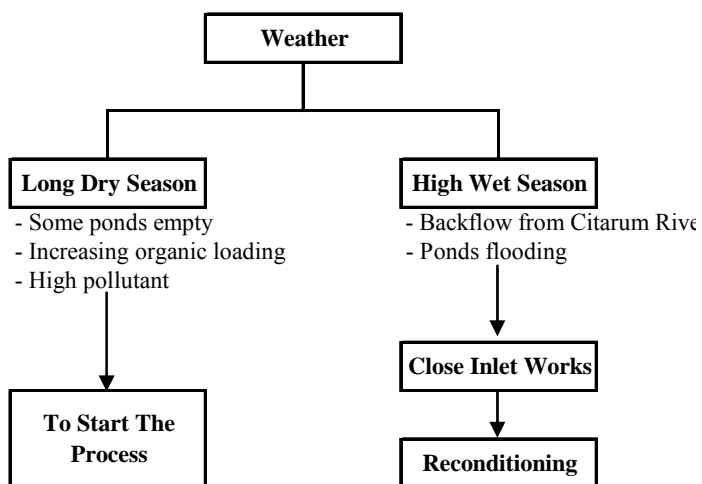 Weather
Long Dry Season
- Some ponds empty
- Increasing organic loading
- High pollutant
To Start The
Process
High Wet Season
- Backflow from Citarum Rive
- Ponds flooding
Close Inlet Works
Reconditioning